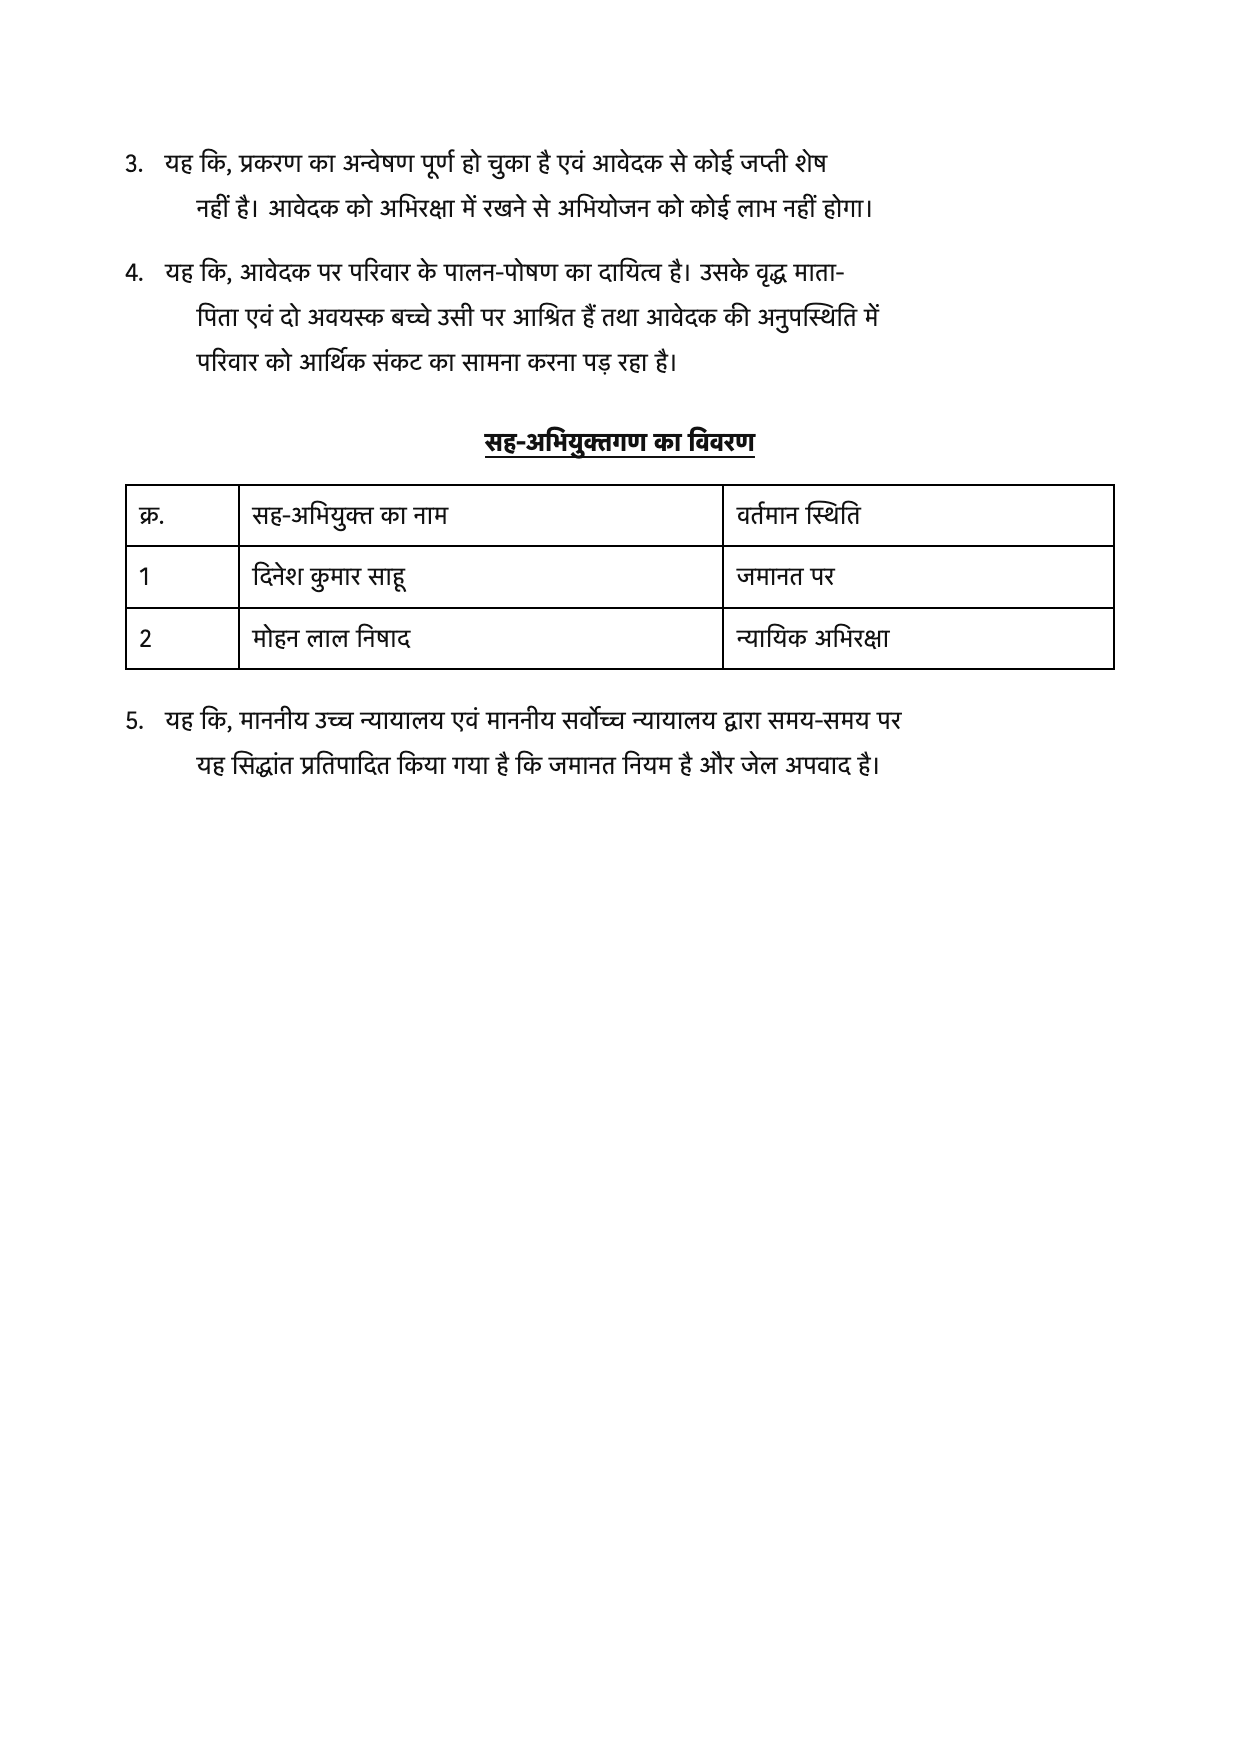 3. यह कि, प्रकरण का अन्वेषण पूर्ण हो चुका है एवं आवेदक से कोई जप्ती शेष
नहीं है। आवेदक को अभिरक्षा में रखने से अभियोजन को कोई लाभ नहीं होगा।
4. यह कि, आवेदक पर परिवार के पालन-पोषण का दायित्व है। उसके वृद्ध माता-
पिता एवं दो अवयस्क बच्चे उसी पर आश्रित हैं तथा आवेदक की अनुपस्थिति में
परिवार को आर्थिक संकट का सामना करना पड़ रहा है।
सह-अभियुक्तगण का विवरण
क्र. सह-अभियुक्त का नाम वर्तमान स्थिति
1 दिनेश कुमार साहू जमानत पर
2 मोहन लाल निषाद न्यायिक अभिरक्षा
5. यह कि, माननीय उच्च न्यायालय एवं माननीय सर्वोच्च न्यायालय द्वारा समय-समय पर
यह सिद्धांत प्रतिपादित किया गया है कि जमानत नियम है और जेल अपवाद है।